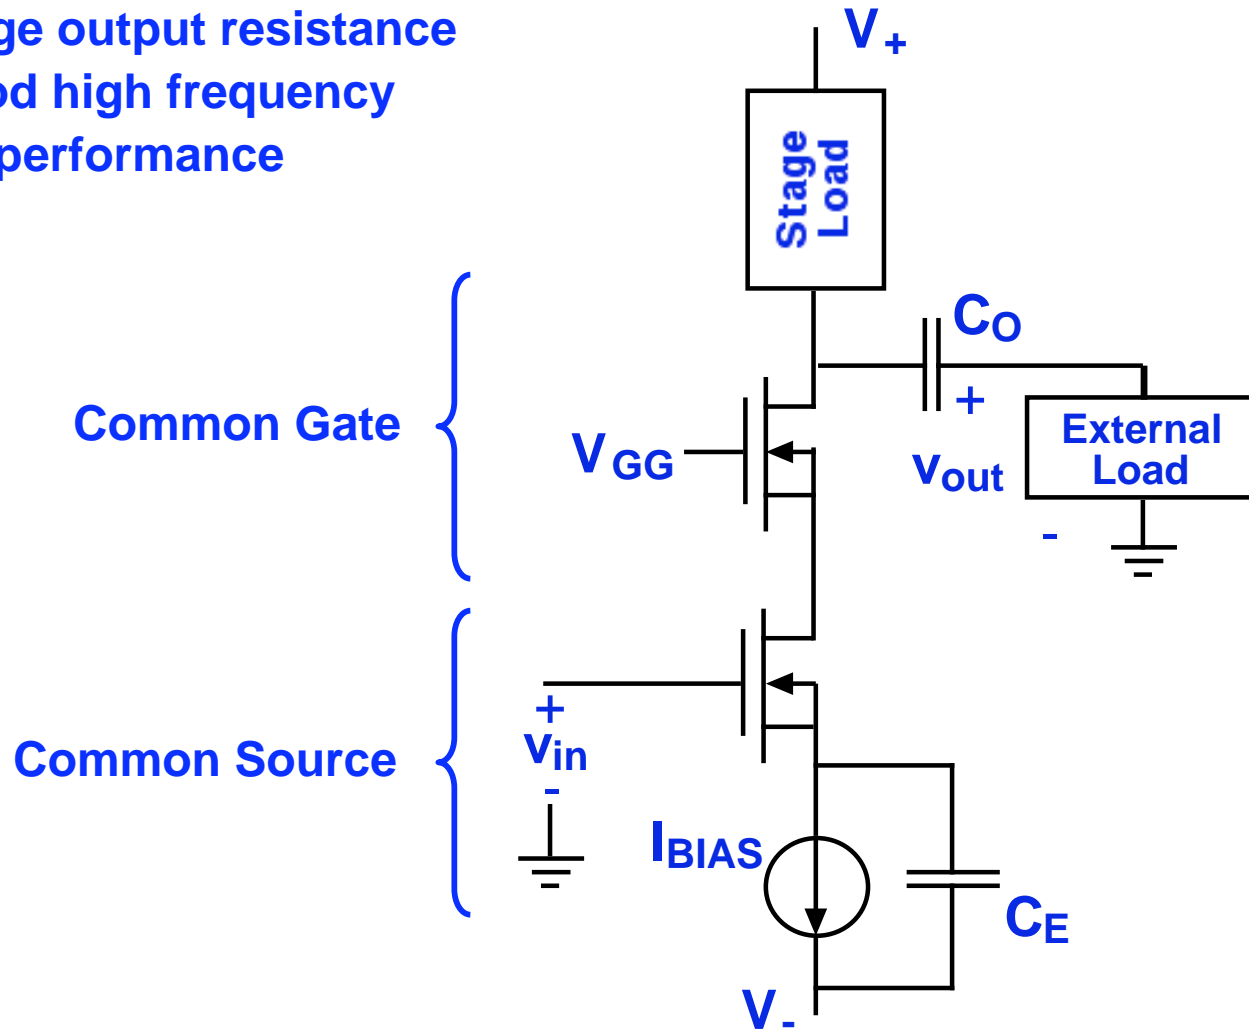 ge output resistance
od high frequency
performance
V+
Stage
Load
CO
Common Gate
VGG
+
vout
-
External
Load
Common Source
+
vin
-
IBIAS
CE
V-